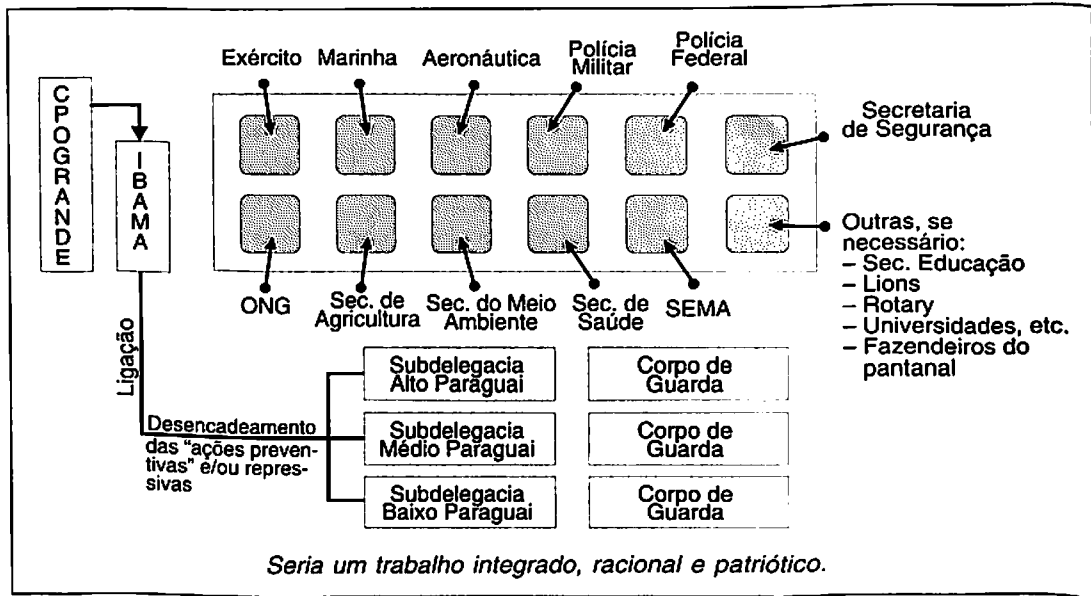 CPOGRANDE
IBAMA
Exército
Marinha
Aeronáutica
Polícia
Militar
Polícia
Federal
Secretaria
de Segurança
ONG
Sec. de
Agricultura
Sec. do Meio
Ambiente
Sec. de
Saúde
SEMA
Outras, se
necessário:
– Sec. Educação
– Lions
– Rotary
– Universidades, etc.
– Fazendeiros do
pantanal
Ligação
Desencadeamento
das "ações preven-
tivas" e/ou repres-
sivas
Subdelegacia
Alto Paraguai
Corpo de
Guarda
Subdelegacia
Médio Paraguai
Corpo de
Guarda
Subdelegacia
Baixo Paraguai
Corpo de
Guarda
Seria um trabalho integrado, racional e patriótico.